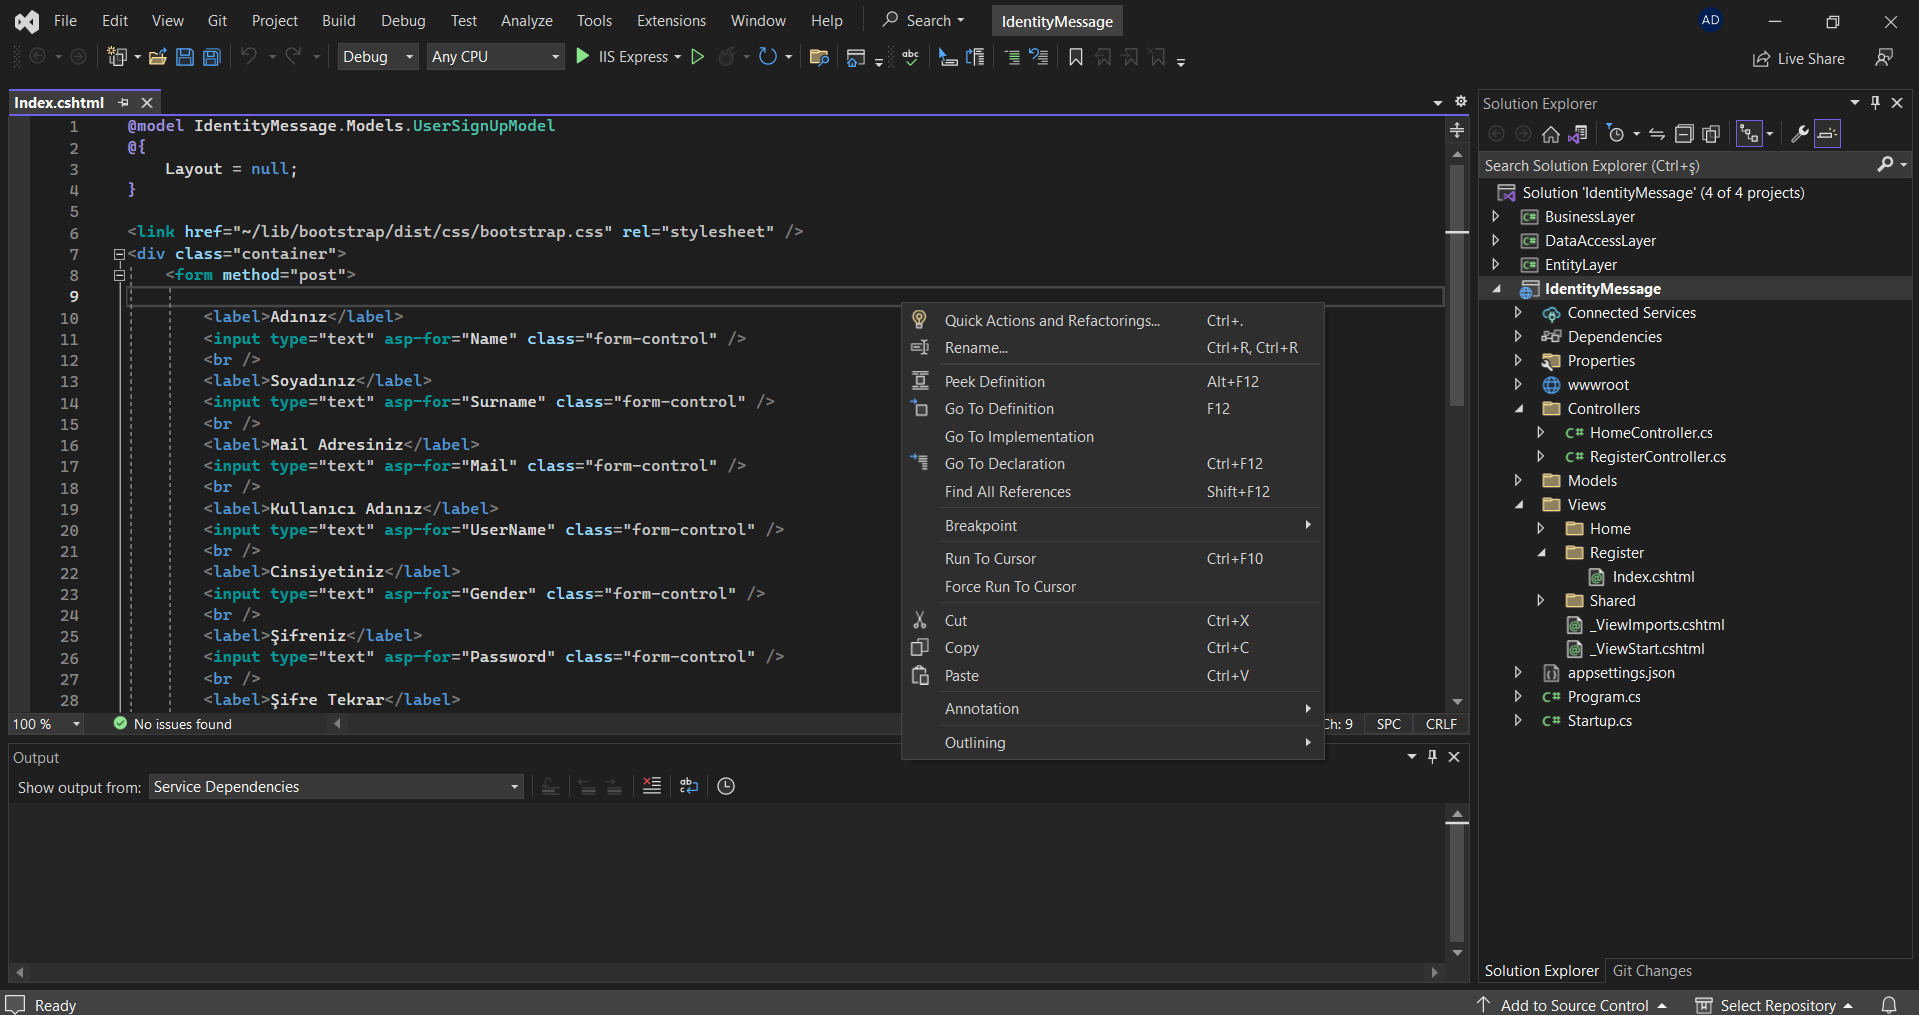 File Edit View Git Project Build Debug Test Analyze Tools Extensions Window Help Search IdentityMessage AD
Debug Any CPU IIS Express abc Live Share
Index.cshtml
1 @model IdentityMessage.Models.UserSignUpModel
2 @{
3 Layout = null;
4 }
5
6 <link href="~/lib/bootstrap/dist/css/bootstrap.css" rel="stylesheet" />
7 <div class="container">
8 <form method="post">
9
10 <label>Adınız</label>
11 <input type="text" asp-for="Name" class="form-control" />
12 <br />
13 <label>Soyadınız</label>
14 <input type="text" asp-for="Surname" class="form-control" />
15 <br />
16 <label>Mail Adresiniz</label>
17 <input type="text" asp-for="Mail" class="form-control" />
18 <br />
19 <label>Kullanıcı Adınız</label>
20 <input type="text" asp-for="UserName" class="form-control" />
21 <br />
22 <label>Cinsiyetiniz</label>
23 <input type="text" asp-for="Gender" class="form-control" />
24 <br />
25 <label>Şifreniz</label>
26 <input type="text" asp-for="Password" class="form-control" />
27 <br />
28 <label>Şifre Tekrar</label>
100 % No issues found Ch: 9 SPC CRLF
Quick Actions and Refactorings... Ctrl+.
Rename... Ctrl+R, Ctrl+R
Peek Definition Alt+F12
Go To Definition F12
Go To Implementation
Go To Declaration Ctrl+F12
Find All References Shift+F12
Breakpoint
Run To Cursor Ctrl+F10
Force Run To Cursor
Cut Ctrl+X
Copy Ctrl+C
Paste Ctrl+V
Annotation
Outlining
Output
Show output from: Service Dependencies
Solution Explorer
Search Solution Explorer (Ctrl+ş)
Solution 'IdentityMessage' (4 of 4 projects)
BusinessLayer
DataAccessLayer
EntityLayer
IdentityMessage
Connected Services
Dependencies
Properties
wwwroot
Controllers
C# HomeController.cs
C# RegisterController.cs
Models
Views
Home
Register
Index.cshtml
Shared
_ViewImports.cshtml
_ViewStart.cshtml
appsettings.json
C# Program.cs
C# Startup.cs
Solution Explorer Git Changes
Ready Add to Source Control Select Repository